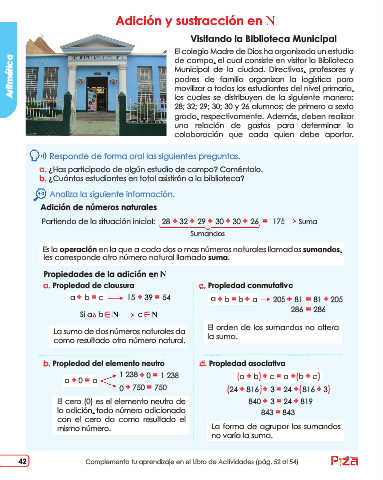 Adición y sustracción en N
Visitando la Biblioteca Municipal
Aritmética
El colegio Madre de Dios ha organizado un estudio
de campo, el cual consiste en visitar la Biblioteca
Municipal de la ciudad. Directivos, profesores y
padres de familia organizan la logística para
movilizar a todos los estudiantes del nivel primaria,
los cuales se distribuyen de la siguiente manera:
28; 32; 29; 30; 30 y 26 alumnos; de primero a sexto
grado, respectivamente. Además, deben realizar
una relación de gastos para determinar la
colaboración que cada quien debe aportar.
Responde de forma oral las siguientes preguntas.
a. ¿Has participado de algún estudio de campo? Coméntalo.
b. ¿Cuántos estudiantes en total asistirán a la biblioteca?
Analiza la siguiente información.
Adición de números naturales
Partiendo de la situación inicial: 28 + 32 + 29 + 30 + 30 + 26 = 175 → Suma
Sumandos
Es la operación en la que a cada dos o mas números naturales llamados sumandos,
les corresponde otro número natural llamado suma.
Propiedades de la adición en N
a. Propiedad de clausura
a + b = c → 15 + 39 = 54
Si a ∧ b ∈ N → c ∈ N
La suma de dos números naturales da
como resultado otro número natural.
c. Propiedad conmutativa
a + b = b + a → 205 + 81 = 81 + 205
286 = 286
El orden de los sumandos no altera
la suma.
b. Propiedad del elemento neutro
a + 0 = a
1 238 + 0 = 1 238
0 + 750 = 750
El cero (0) es el elemento neutro de
la adición, todo número adicionado
con el cero da como resultado el
mismo número.
d. Propiedad asociativa
(a + b) + c = a + (b + c)
(24 + 816) + 3 = 24 + (816 + 3)
840 + 3 = 24 + 819
843 = 843
La forma de agrupar los sumandos
no varía la suma.
42
Complementa tu aprendizaje en el Libro de Actividades (pág. 52 al 54)